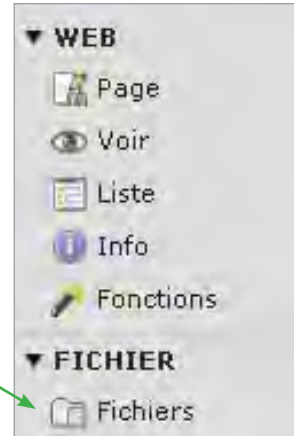 WEB
Page
Voir
Liste
Info
Fonctions
FICHIER
Fichiers